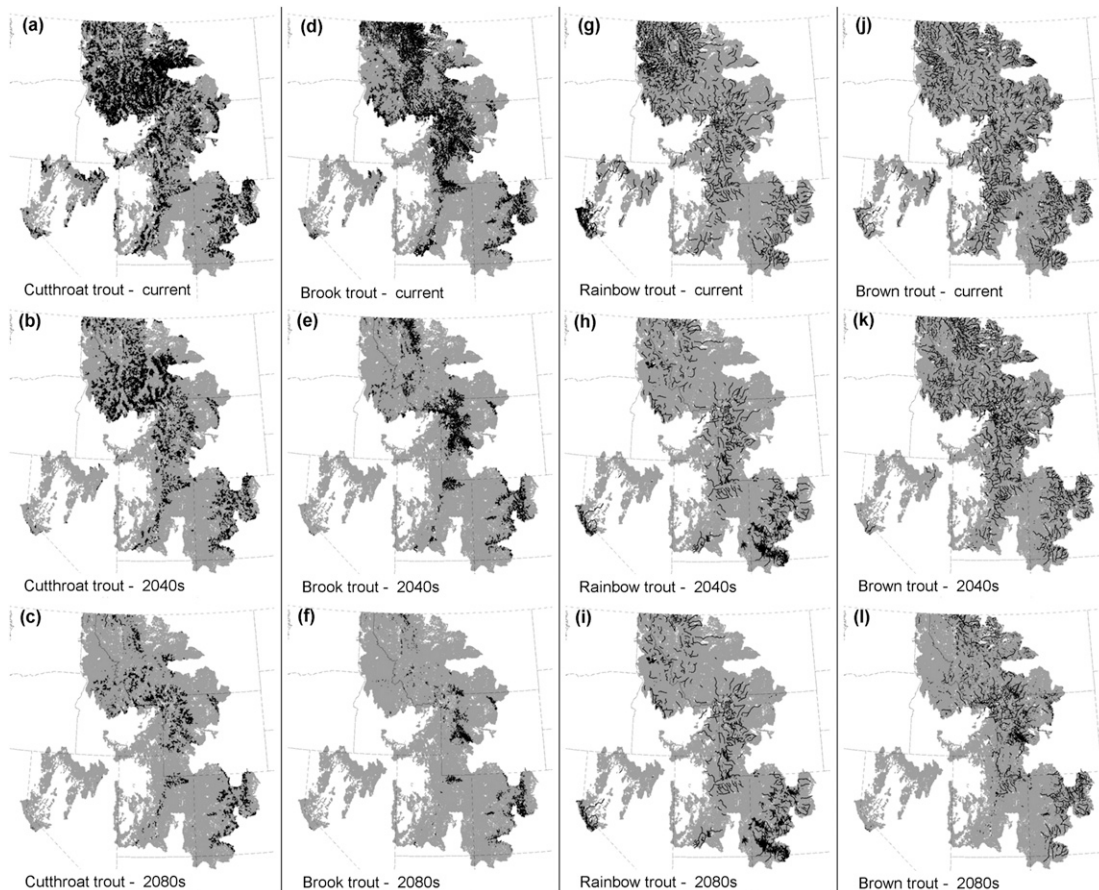 (a)
Cutthroat trout - current
(b)
Cutthroat trout - 2040s
(c)
Cutthroat trout - 2080s
(d)
Brook trout - current
(e)
Brook trout - 2040s
(f)
Brook trout - 2080s
(g)
Rainbow trout - current
(h)
Rainbow trout - 2040s
(i)
Rainbow trout - 2080s
(j)
Brown trout - current
(k)
Brown trout - 2040s
(l)
Brown trout - 2080s